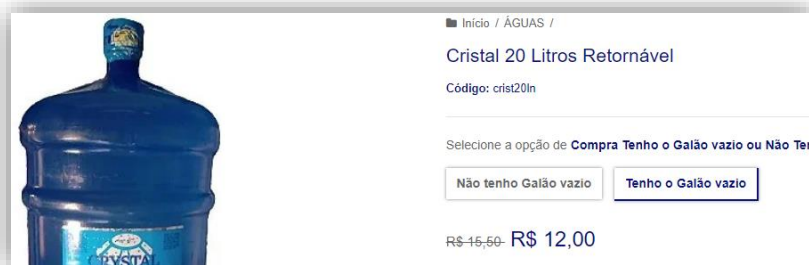 Início / ÁGUAS /
Cristal 20 Litros Retornável
Código: crist20ln
Selecione a opção de Compra Tenho o Galão vazio ou Não
Não tenho Galão vazio
Tenho o Galão vazio
R$ 15,50 R$ 12,00
CRYSTAL